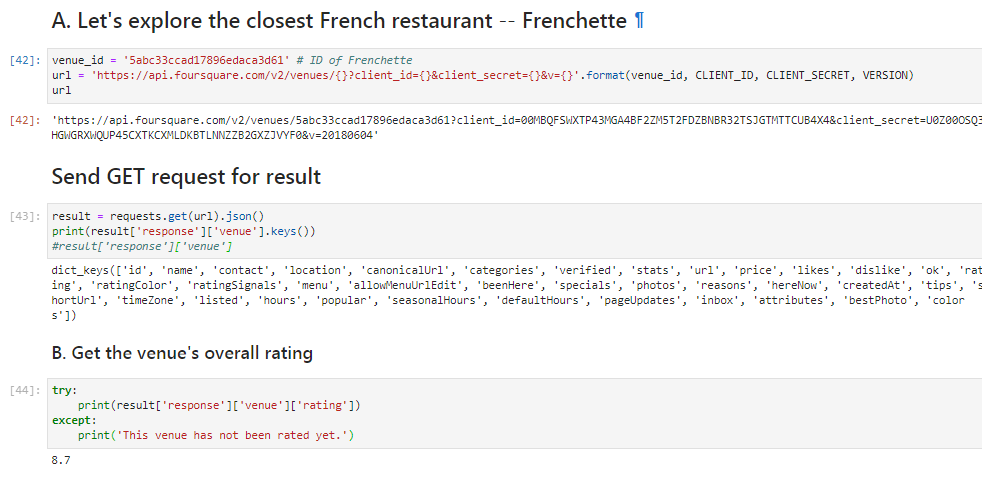 A. Let's explore the closest French restaurant -- Frenchette ¶
[42]: venue_id = '5abc33ccad17896edaca3d61' # ID of Frenchette
url = 'https://api.foursquare.com/v2/venues/{}?client_id={}&client_secret={}&v={}'.format(venue_id, CLIENT_ID, CLIENT_SECRET, VERSION)
url
[42]: 'https://api.foursquare.com/v2/venues/5abc33ccad17896edaca3d61?client_id=00MBQFSWXTP43MGA4BF2ZM5T2FDZBNBR32TSJGTMTTCUB4X4&client_secret=U0Z00OSQ3
HGWGRXWQUP45CXTKCXMLDKBTLNNZZB2GXZJVYF0&v=20180604'
Send GET request for result
[43]: result = requests.get(url).json()
print(result['response']['venue'].keys())
#result['response']['venue']
dict_keys(['id', 'name', 'contact', 'location', 'canonicalUrl', 'categories', 'verified', 'stats', 'url', 'price', 'likes', 'dislike', 'ok', 'rat
ing', 'ratingColor', 'ratingSignals', 'menu', 'allowMenuUrlEdit', 'beenHere', 'specials', 'photos', 'reasons', 'hereNow', 'createdAt', 'tips', 's
hortUrl', 'timeZone', 'listed', 'hours', 'popular', 'seasonalHours', 'defaultHours', 'pageUpdates', 'inbox', 'attributes', 'bestPhoto', 'color
s'])
B. Get the venue's overall rating
[44]: try:
print(result['response']['venue']['rating'])
except:
print('This venue has not been rated yet.')
8.7